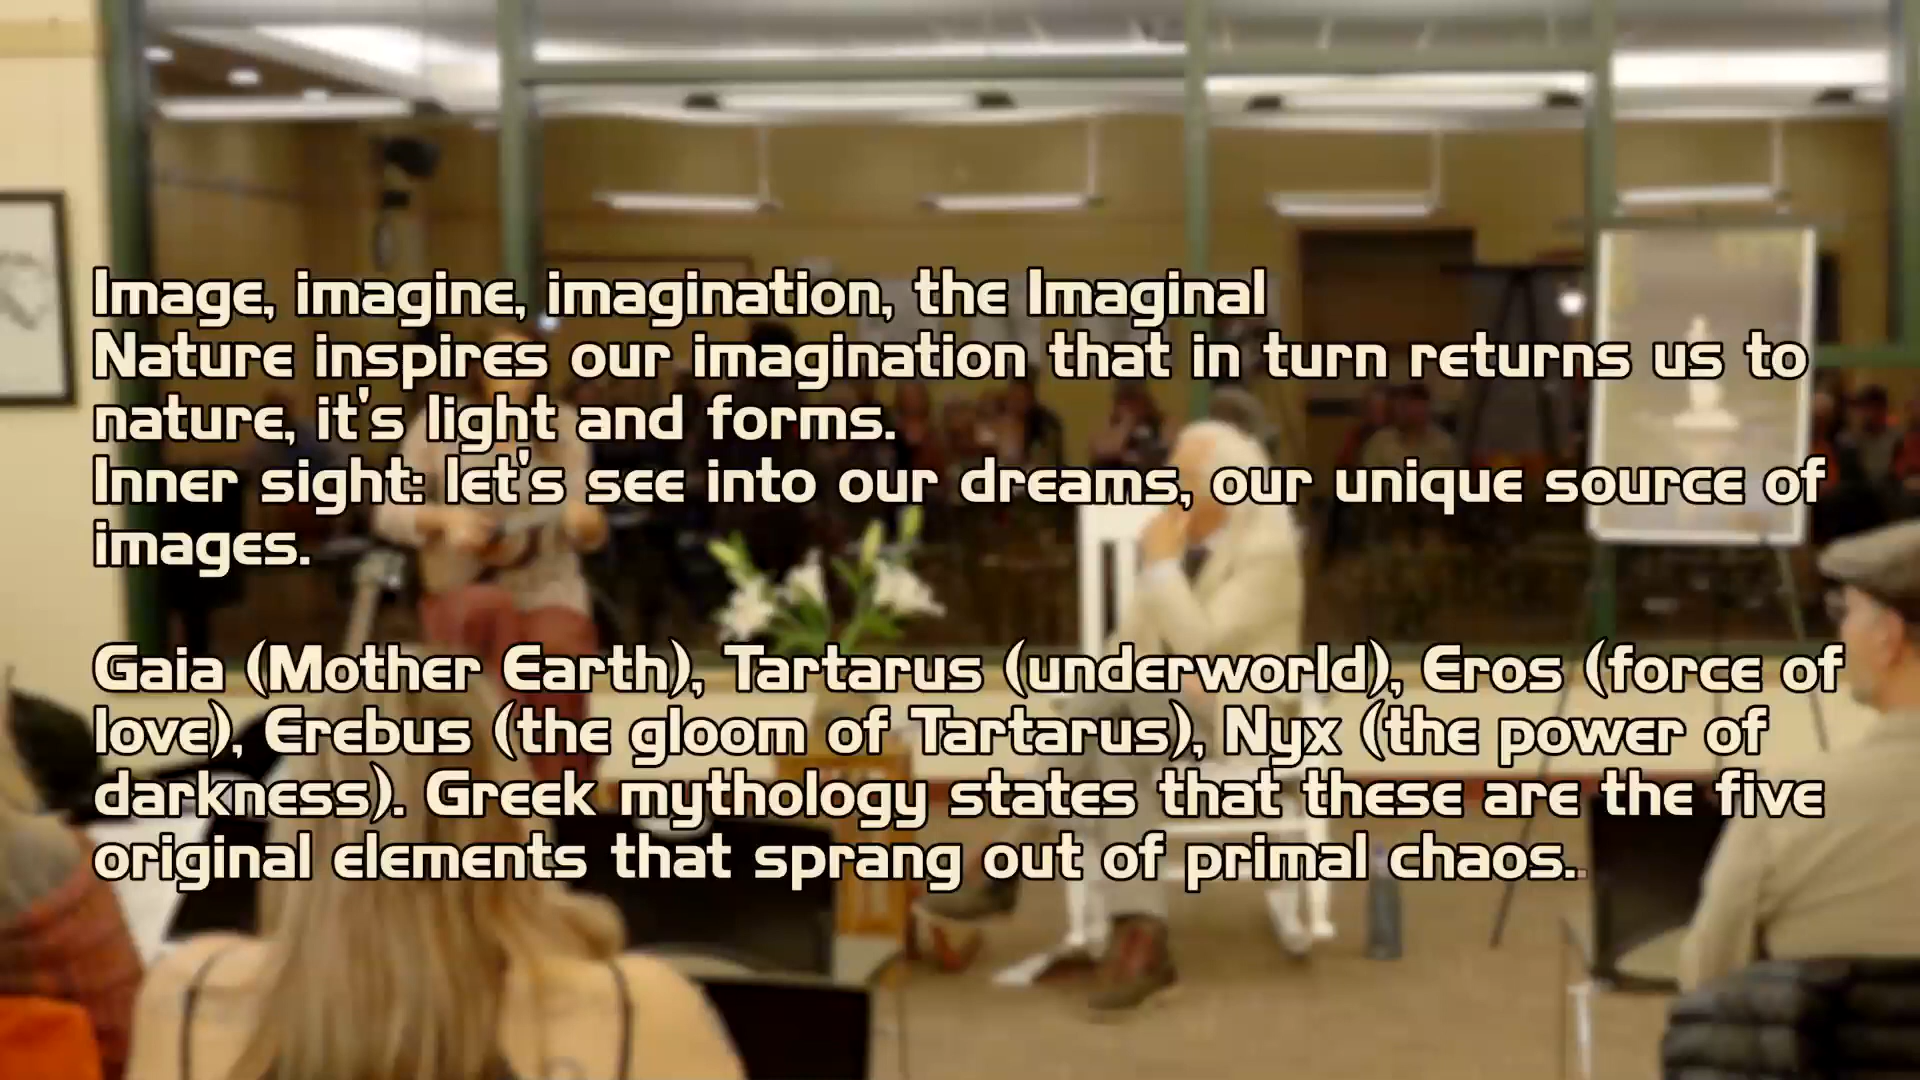 Image, imagine, imagination, the Imaginal
Nature inspires our imagination that in turn returns us to
nature, it's light and forms.
Inner sight: let's see into our dreams, our unique source of
images.
Gaia (Mother Earth), Tartarus (underworld), Eros (force of
love), Erebus (the gloom of Tartarus), Nyx (the power of
darkness). Greek mythology states that these are the five
original elements that sprang out of primal chaos.